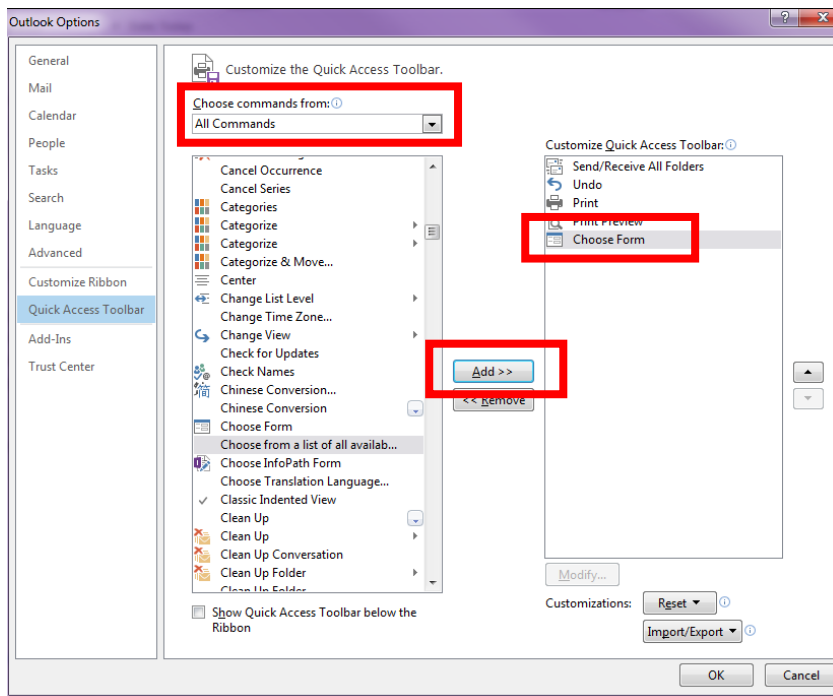 Outlook Options
General
Mail
Calendar
People
Tasks
Search
Language
Advanced
Customize Ribbon
Quick Access Toolbar
Add-Ins
Trust Center
Customize the Quick Access Toolbar.
Choose commands from:
All Commands
Cancel Occurrence
Cancel Series
Categories
Categorize
Categorize
Categorize & Move...
Center
Change List Level
Change Time Zone...
Change View
Check for Updates
Check Names
Chinese Conversion...
Chinese Conversion
Choose Form
Choose from a list of all availab...
Choose InfoPath Form
Choose Translation Language...
Classic Indented View
Clean Up
Clean Up
Clean Up Conversation
Clean Up Folder
Clean Up Folder
Show Quick Access Toolbar below the
Ribbon
Add >>
<< Remove
Customize Quick Access Toolbar:
Send/Receive All Folders
Undo
Print
Print Preview
Choose Form
Modify...
Customizations:
Reset
Import/Export
OK
Cancel